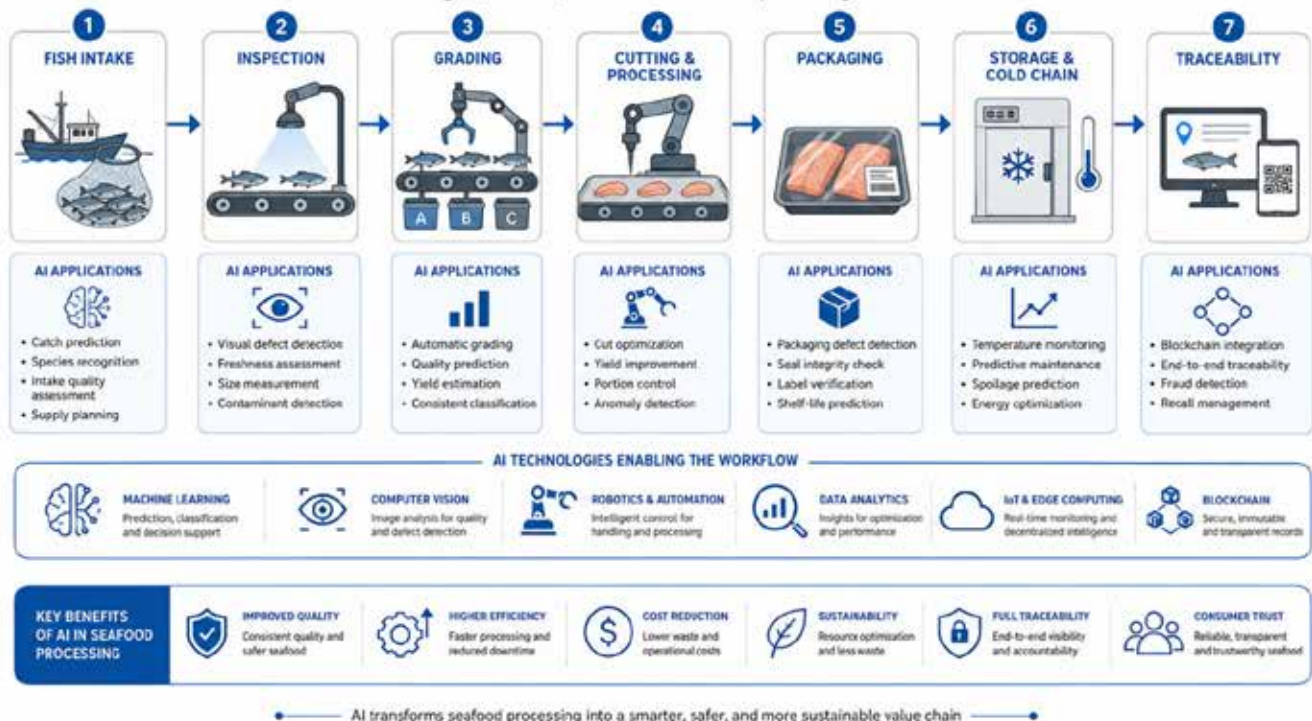 1
FISH INTAKE
2
INSPECTION
3
GRADING
A B C
4
CUTTING &
PROCESSING
5
PACKAGING
6
STORAGE &
COLD CHAIN
7
TRACEABILITY
AI APPLICATIONS
• Catch prediction
• Species recognition
• Intake quality
assessment
• Supply planning
AI APPLICATIONS
• Visual defect detection
• Freshness assessment
• Size measurement
• Contaminant detection
AI APPLICATIONS
• Automatic grading
• Quality prediction
• Yield estimation
• Consistent classification
AI APPLICATIONS
• Cut optimization
• Yield improvement
• Portion control
• Anomaly detection
AI APPLICATIONS
• Packaging defect detection
• Seal integrity check
• Label verification
• Shelf-life prediction
AI APPLICATIONS
• Temperature monitoring
• Predictive maintenance
• Spoilage prediction
• Energy optimization
AI APPLICATIONS
• Blockchain integration
• End-to-end traceability
• Fraud detection
• Recall management
AI TECHNOLOGIES ENABLING THE WORKFLOW
MACHINE LEARNING
Prediction, classification
and decision support
COMPUTER VISION
Image analysis for quality
and defect detection
ROBOTICS & AUTOMATION
Intelligent control for
handling and processing
DATA ANALYTICS
Insights for optimization
and performance
IoT & EDGE COMPUTING
Real-time monitoring and
decentralized intelligence
BLOCKCHAIN
Secure, immutable
and transparent records
KEY BENEFITS
OF AI IN SEAFOOD
PROCESSING
IMPROVED QUALITY
Consistent quality and
safer seafood
HIGHER EFFICIENCY
Faster processing and
reduced downtime
$
COST REDUCTION
Lower waste and
operational costs
SUSTAINABILITY
Resource optimization
and less waste
FULL TRACEABILITY
End-to-end visibility
and accountability
CONSUMER TRUST
Reliable, transparent
and trustworthy seafood
AI transforms seafood processing into a smarter, safer, and more sustainable value chain